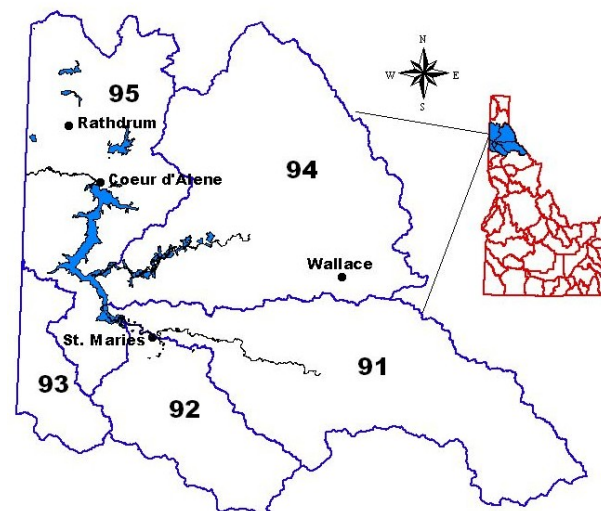 N
W E
S
95
Rathdrum
Coeur d'Alene
94
Wallace
St. Maries
91
93
92